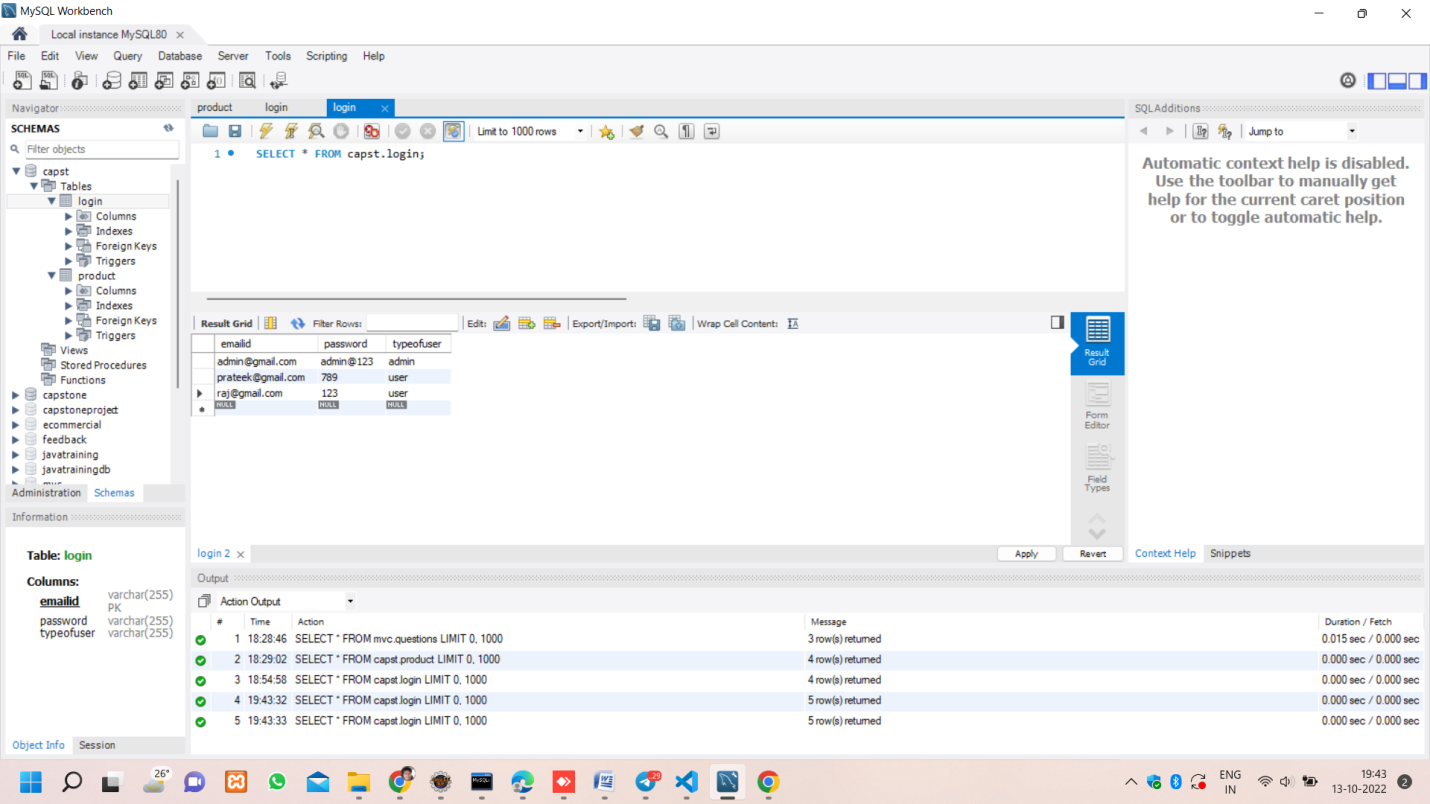 MySQL Workbench
Local instance MySQL80
File Edit View Query Database Server Tools Scripting Help
Navigator
SCHEMAS
Filter objects
capst
Tables
login
Columns
Indexes
Foreign Keys
Triggers
product
Columns
Indexes
Foreign Keys
Triggers
Views
Stored Procedures
Functions
capstone
capstoneproject
ecommercial
feedback
javatraining
javatrainingdb
Administration Schemas
Information
Table: login
Columns:
emailid varchar(255) PK
password varchar(255)
typeofuser varchar(255)
Object Info Session
product login login
Limit to 1000 rows
1 SELECT * FROM capst.login;
Result Grid Filter Rows: Edit: Export/Import: Wrap Cell Content:
emailid password typeofuser
admin@gmail.com admin@123 admin
prateek@gmail.com 789 user
raj@gmail.com 123 user
NULL NULL NULL
Result Grid
Form Editor
Field Types
login 2 Apply Revert
SQLAdditions
Jump to
Automatic context help is disabled.
Use the toolbar to manually get
help for the current caret position
or to toggle automatic help.
Context Help Snippets
Output
Action Output
# Time Action Message Duration / Fetch
1 18:28:46 SELECT * FROM mvc.questions LIMIT 0, 1000 3 row(s) returned 0.015 sec / 0.000 sec
2 18:29:02 SELECT * FROM capst.product LIMIT 0, 1000 4 row(s) returned 0.000 sec / 0.000 sec
3 18:54:58 SELECT * FROM capst.login LIMIT 0, 1000 4 row(s) returned 0.000 sec / 0.000 sec
4 19:43:32 SELECT * FROM capst.login LIMIT 0, 1000 5 row(s) returned 0.000 sec / 0.000 sec
5 19:43:33 SELECT * FROM capst.login LIMIT 0, 1000 5 row(s) returned 0.000 sec / 0.000 sec
26°
29
ENG
IN
19:43
13-10-2022
2